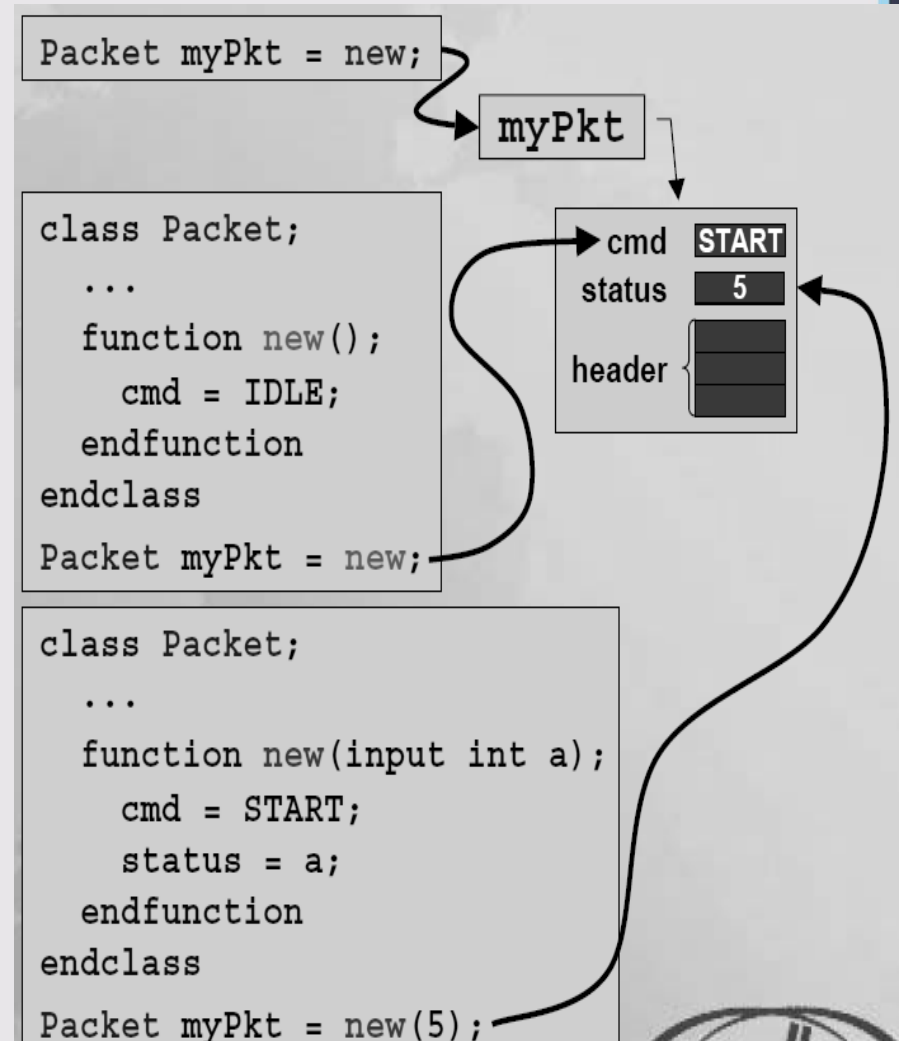 Packet myPkt = new;
myPkt
class Packet;
...
function new();
cmd = IDLE;
endfunction
endclass
Packet myPkt = new;
cmd START
status 5
header
class Packet;
...
function new(input int a);
cmd = START;
status = a;
endfunction
endclass
Packet myPkt = new(5);